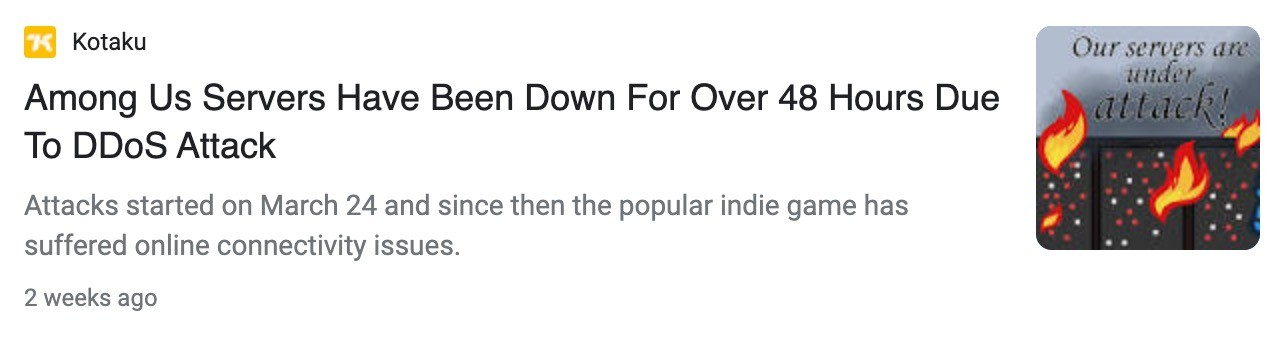 Kotaku
Among Us Servers Have Been Down For Over 48 Hours Due
To DDoS Attack
Attacks started on March 24 and since then the popular indie game has
suffered online connectivity issues.
2 weeks ago
Our servers are
under
attack!